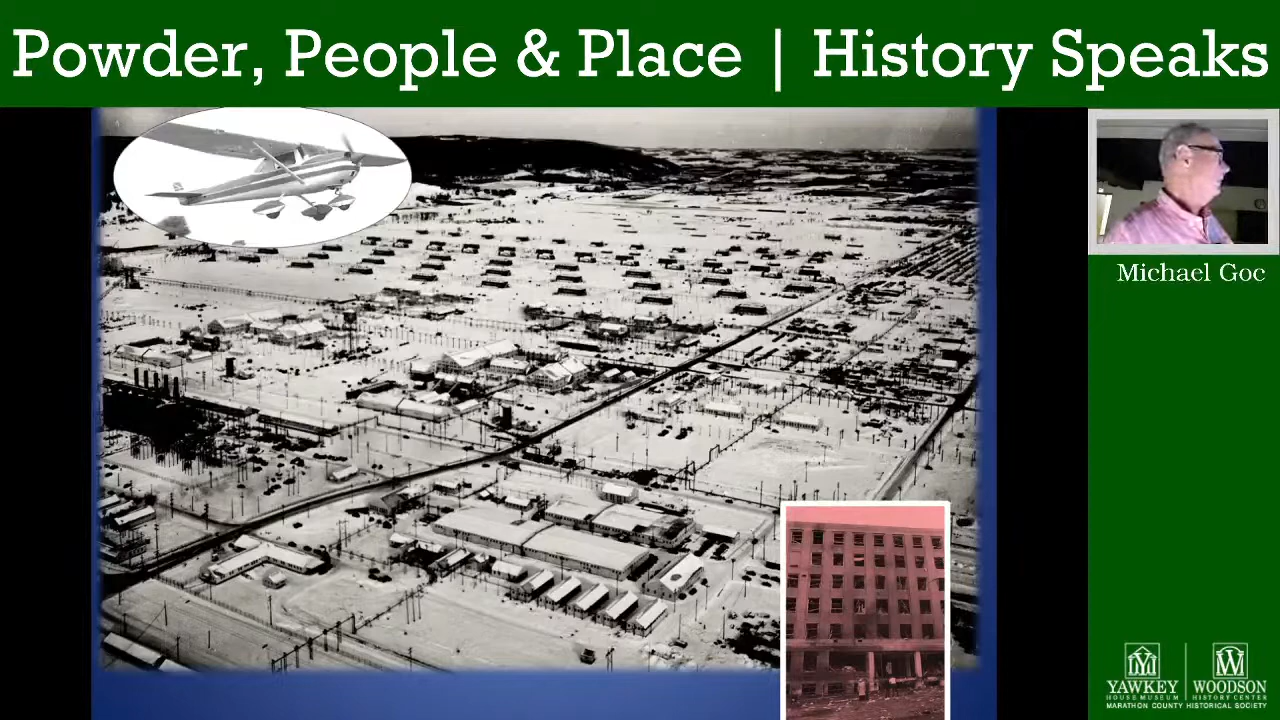 Powder, People & Place | History Speaks
Michael Goc
YAWKEY
HOUSE MUSEUM
WOODSON
HISTORY CENTER
MARATHON COUNTY HISTORICAL SOCIETY